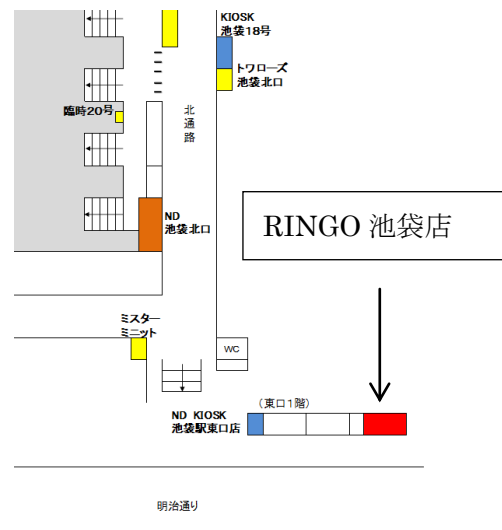 KIOSK
池袋18号
トワローズ
池袋北口
臨時20号
北
通
路
ND
池袋北口
RINGO 池袋店
ミスター
ミニット
WC
(東口1階)
ND KIOSK
池袋駅東口店
明治通り